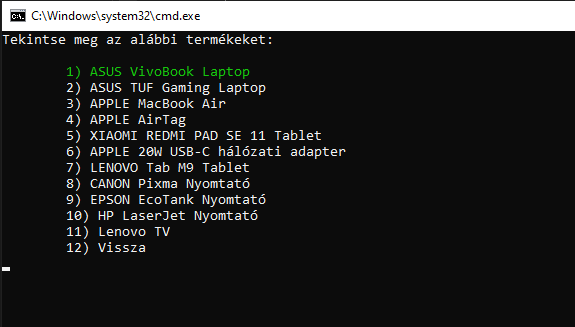 C:\Windows\system32\cmd.exe
Tekintse meg az alábbi termékeket:
1) ASUS VivoBook Laptop
2) ASUS TUF Gaming Laptop
3) APPLE MacBook Air
4) APPLE AirTag
5) XIAOMI REDMI PAD SE 11 Tablet
6) APPLE 20W USB-C hálózati adapter
7) LENOVO Tab M9 Tablet
8) CANON Pixma Nyomtató
9) EPSON EcoTank Nyomtató
10) HP LaserJet Nyomtató
11) Lenovo TV
12) Vissza